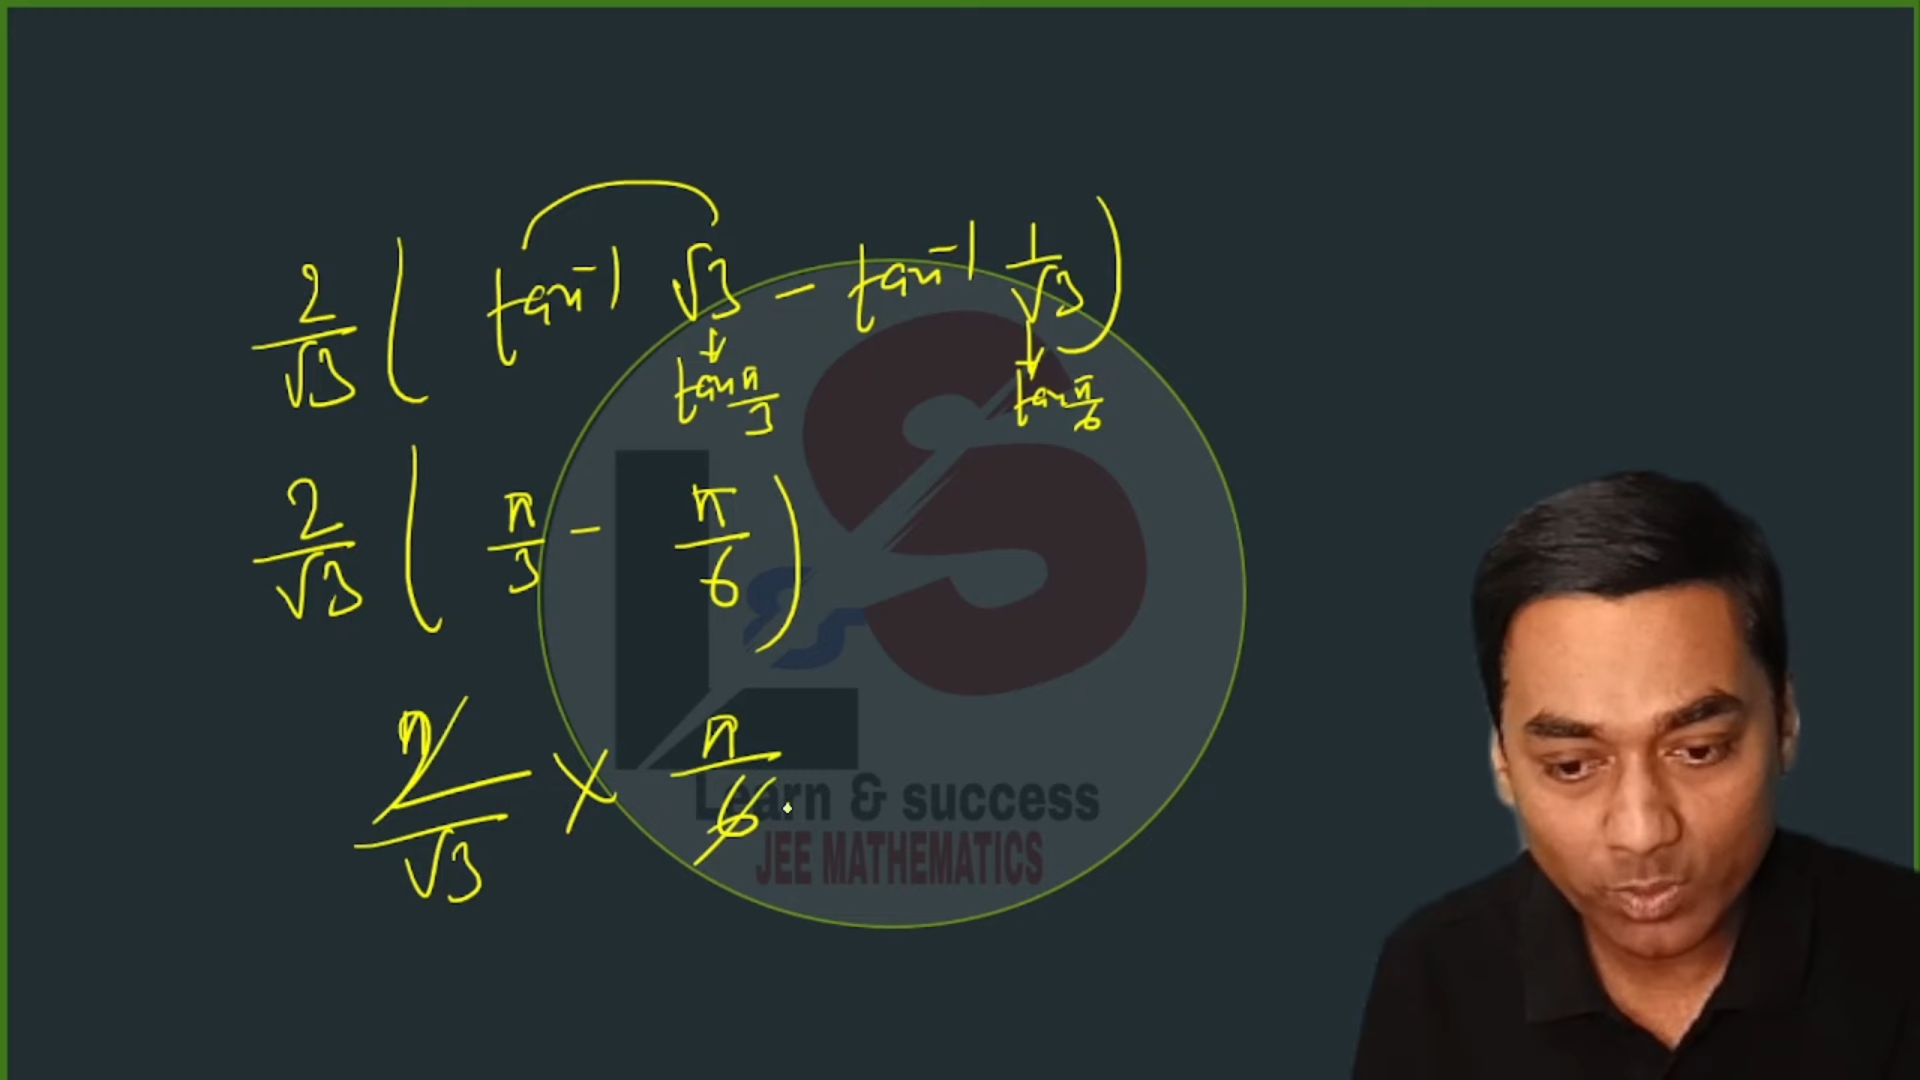 2/√3 ( tan⁻¹ √3 − tan⁻¹ 1/√3 )
tan π/3 tan π/6
2/√3 ( π/3 − π/6 )
2/√3 × π/6
L&S
Learn & success
JEE MATHEMATICS